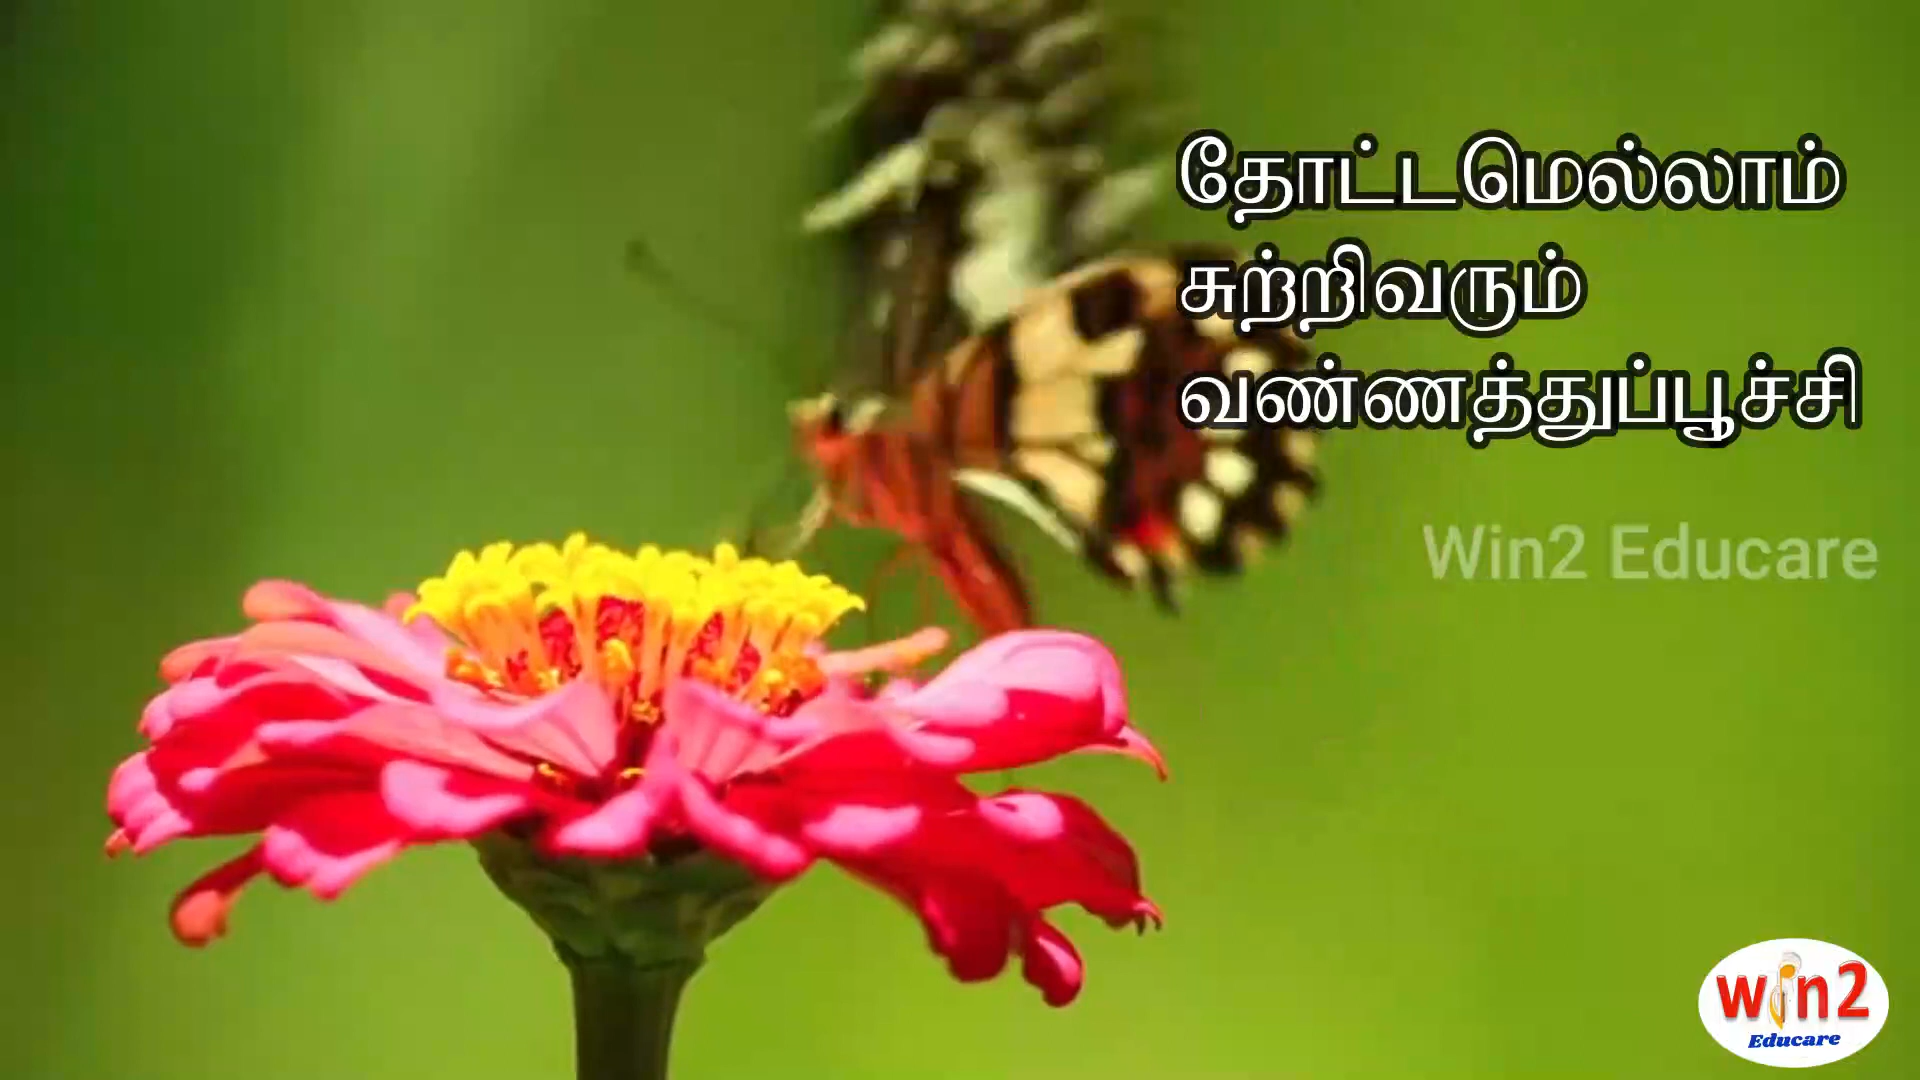 தோட்டமெல்லாம்
சுற்றிவரும்
வண்ணத்துப்பூச்சி
Win2 Educare
win2
Educare